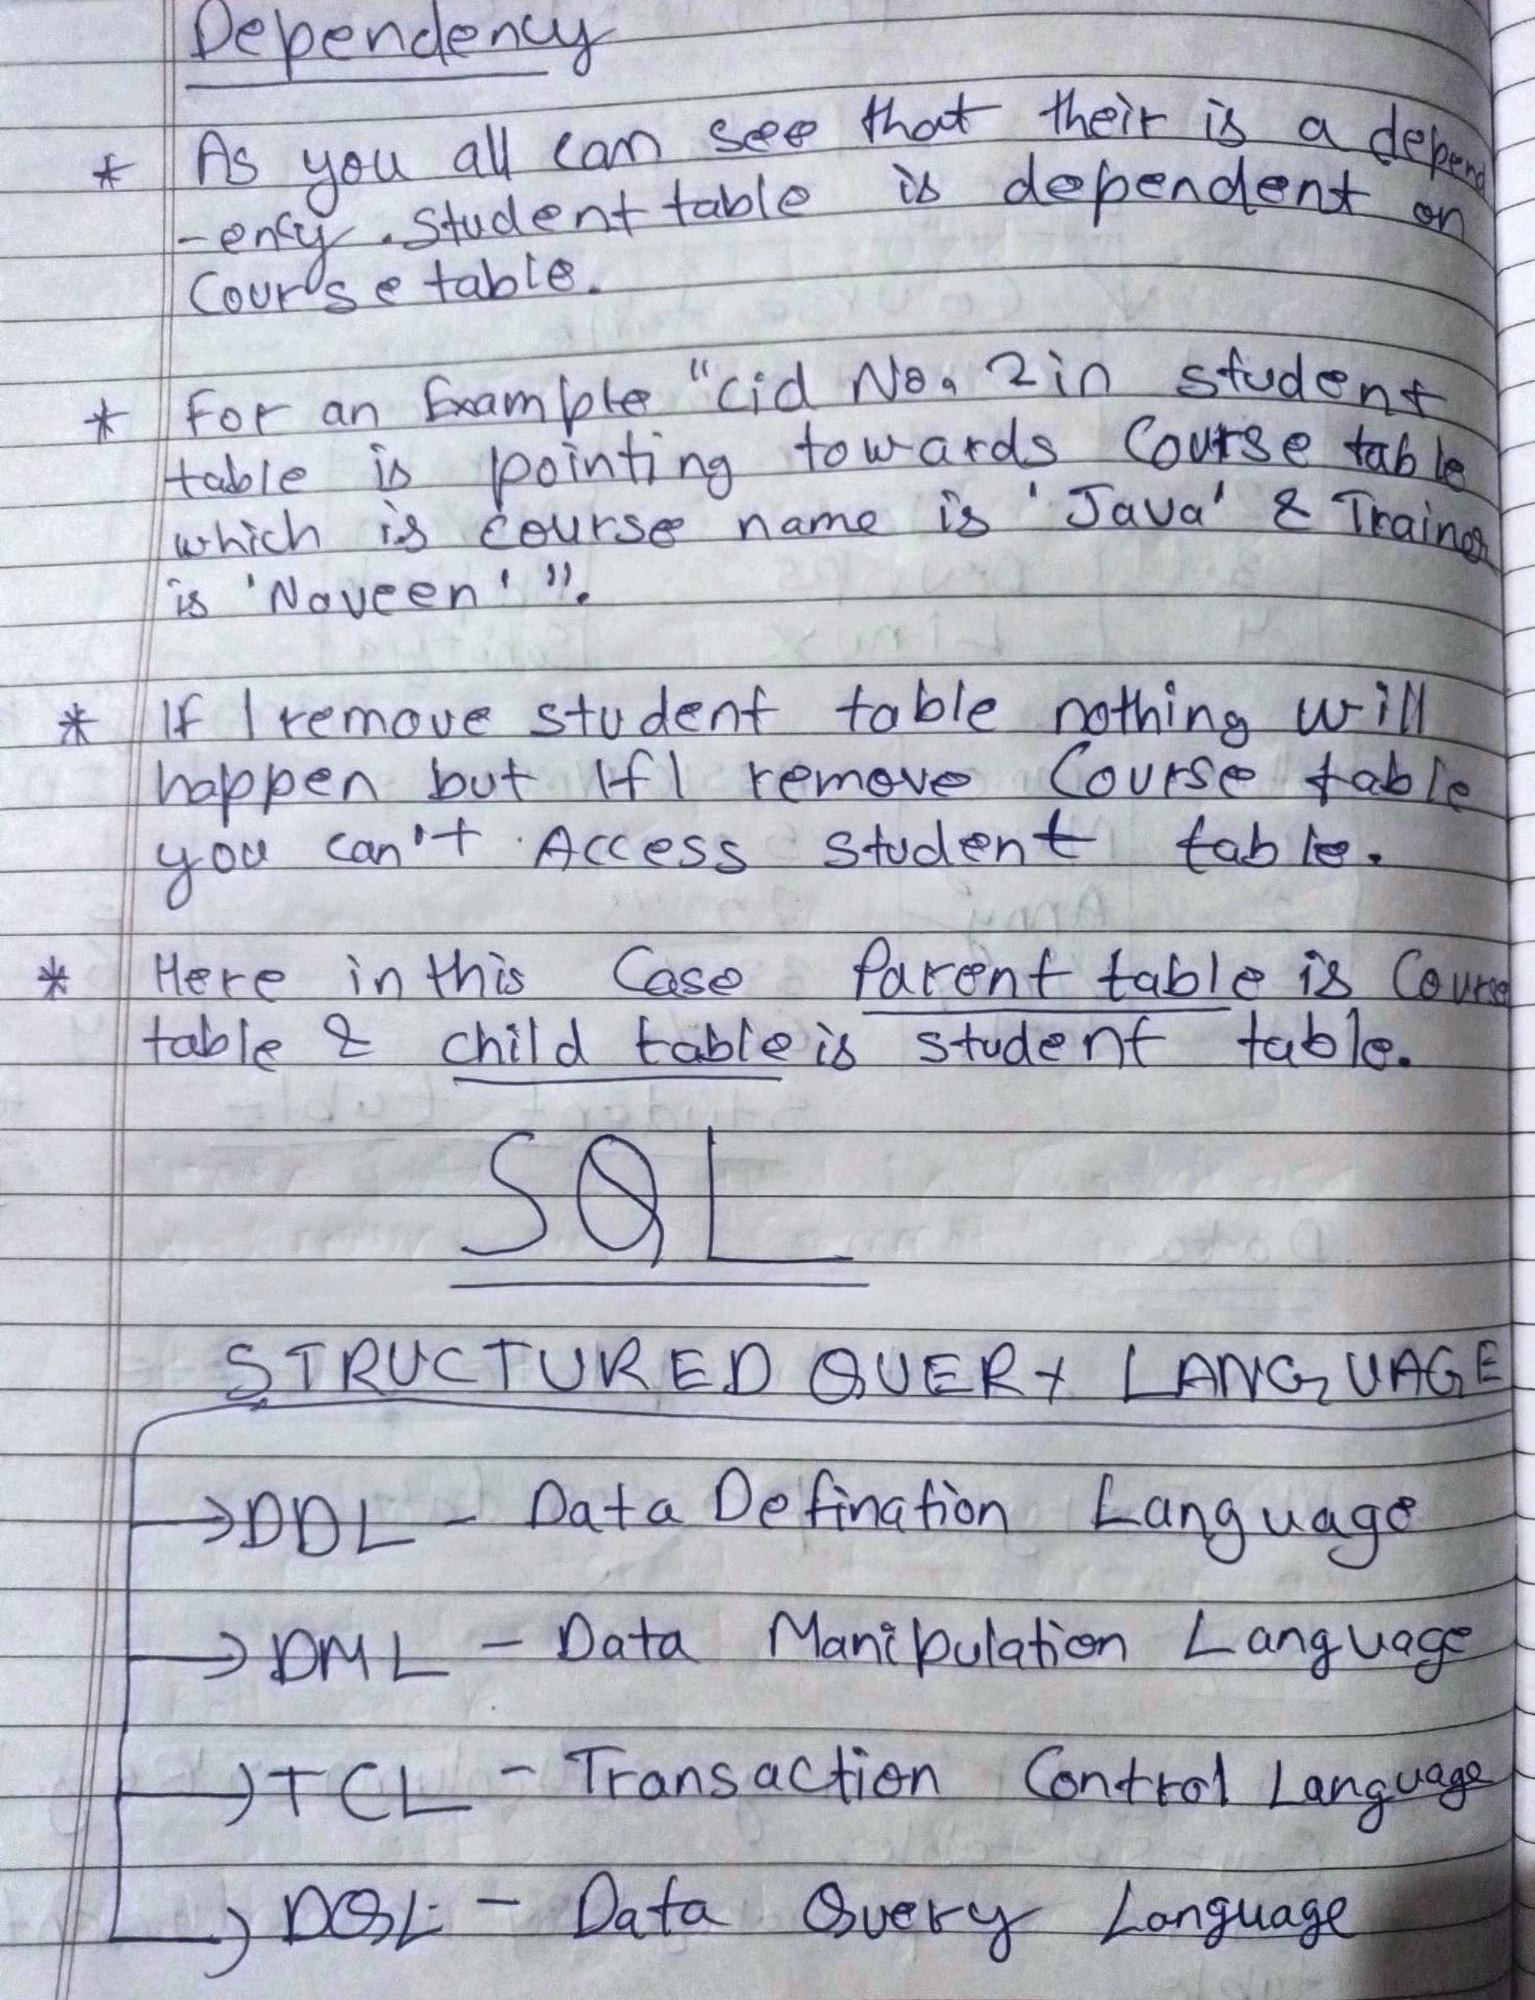 Dependency
* As you all can see that their is a depend
-ency. Student table is dependent on
Course table.
* For an Example "Cid No. 2 in student
table is pointing towards Course table
which is course name is 'Java' & Trainer
is 'Naveen' ".
* If I remove student table nothing will
happen but If I remove Course table
you can't Access student table.
* Here in this Case Parent table is Course
table & child table is student table.
SQL
STRUCTURED QUERY LANGUAGE
→ DDL - Data Defination Language
→ DML - Data Manipulation Language
→ TCL - Transaction Control Language
→ DQL - Data Query Language